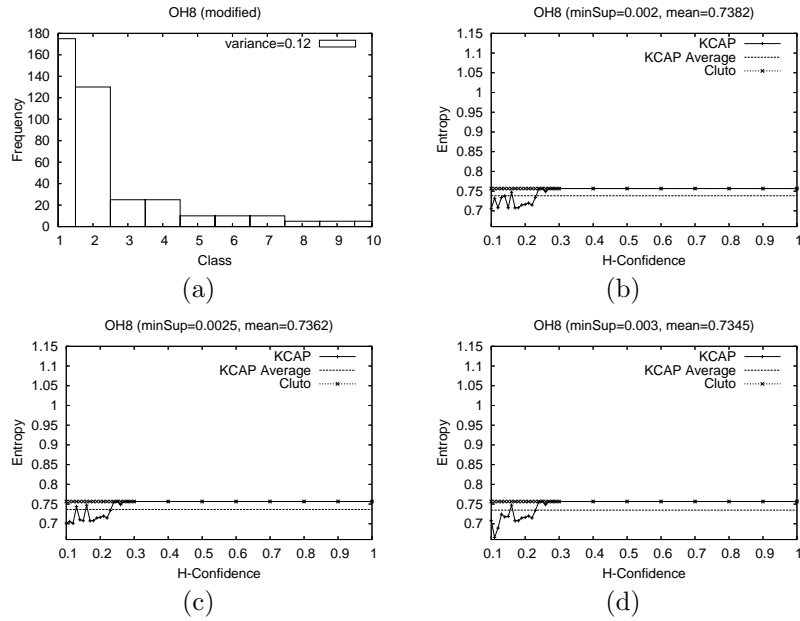 OH8 (modified)
variance=0.12
Frequency
180
160
140
120
100
80
60
40
20
0
1 2 3 4 5 6 7 8 9 10
Class
(a)
OH8 (minSup=0.002, mean=0.7382)
KCAP
KCAP Average
Cluto
Entropy
1.15
1.1
1.05
1
0.95
0.9
0.85
0.8
0.75
0.7
0.1 0.2 0.3 0.4 0.5 0.6 0.7 0.8 0.9 1
H-Confidence
(b)
OH8 (minSup=0.0025, mean=0.7362)
KCAP
KCAP Average
Cluto
Entropy
1.15
1.1
1.05
1
0.95
0.9
0.85
0.8
0.75
0.7
0.1 0.2 0.3 0.4 0.5 0.6 0.7 0.8 0.9 1
H-Confidence
(c)
OH8 (minSup=0.003, mean=0.7345)
KCAP
KCAP Average
Cluto
Entropy
1.15
1.1
1.05
1
0.95
0.9
0.85
0.8
0.75
0.7
0.1 0.2 0.3 0.4 0.5 0.6 0.7 0.8 0.9 1
H-Confidence
(d)